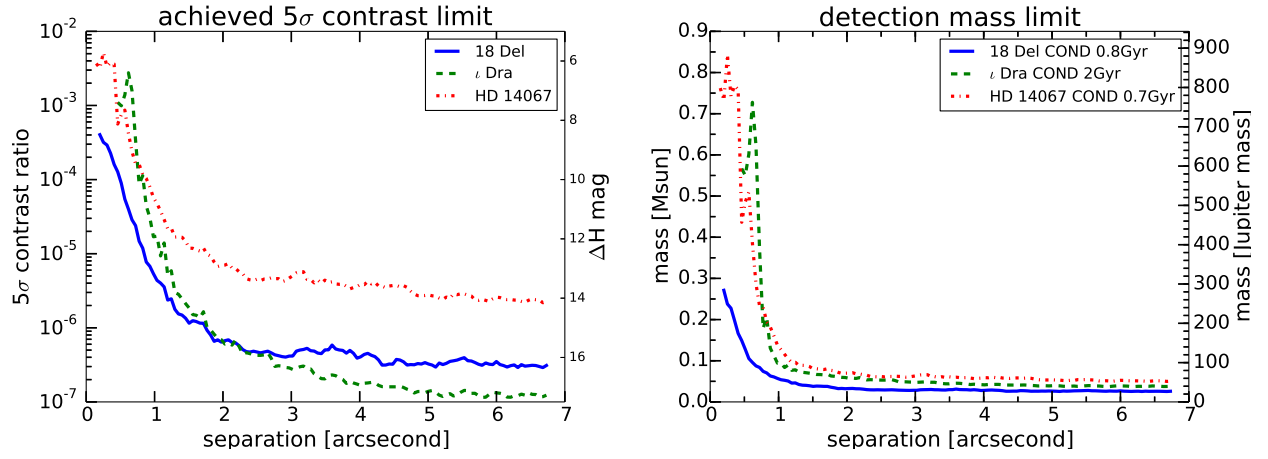 achieved 5σ contrast limit
10⁻²
10⁻³
10⁻⁴
10⁻⁵
10⁻⁶
10⁻⁷
5σ contrast ratio
18 Del
ι Dra
HD 14067
6
8
10
12
14
16
ΔH mag
0 1 2 3 4 5 6 7
separation [arcsecond]
detection mass limit
0.9
0.8
0.7
0.6
0.5
0.4
0.3
0.2
0.1
0.0
mass [Msun]
18 Del COND 0.8Gyr
ι Dra COND 2Gyr
HD 14067 COND 0.7Gyr
900
800
700
600
500
400
300
200
100
0
mass [Jupiter mass]
0 1 2 3 4 5 6 7
separation [arcsecond]